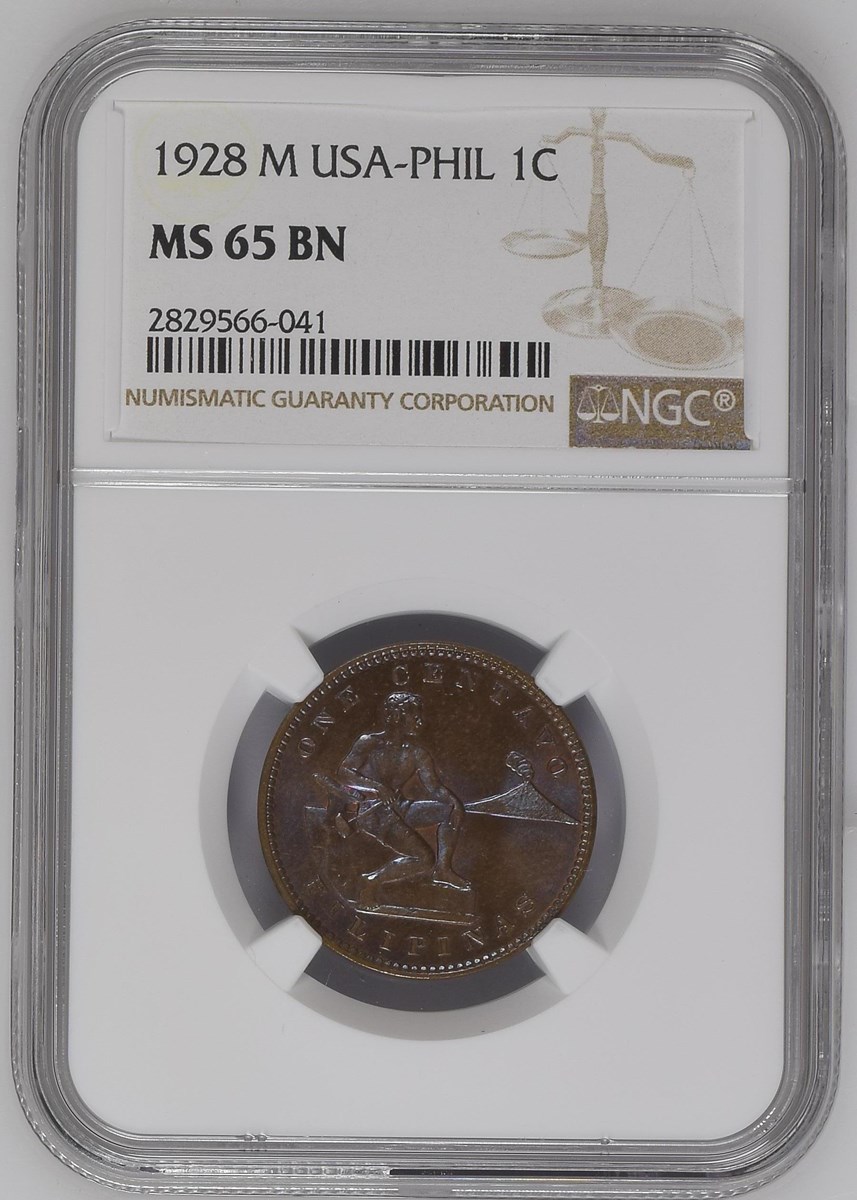 1928 M USA-PHIL 1C
MS 65 BN
2829566-041
NUMISMATIC GUARANTY CORPORATION
NGC®
ONE CENTAVO
FILIPINAS